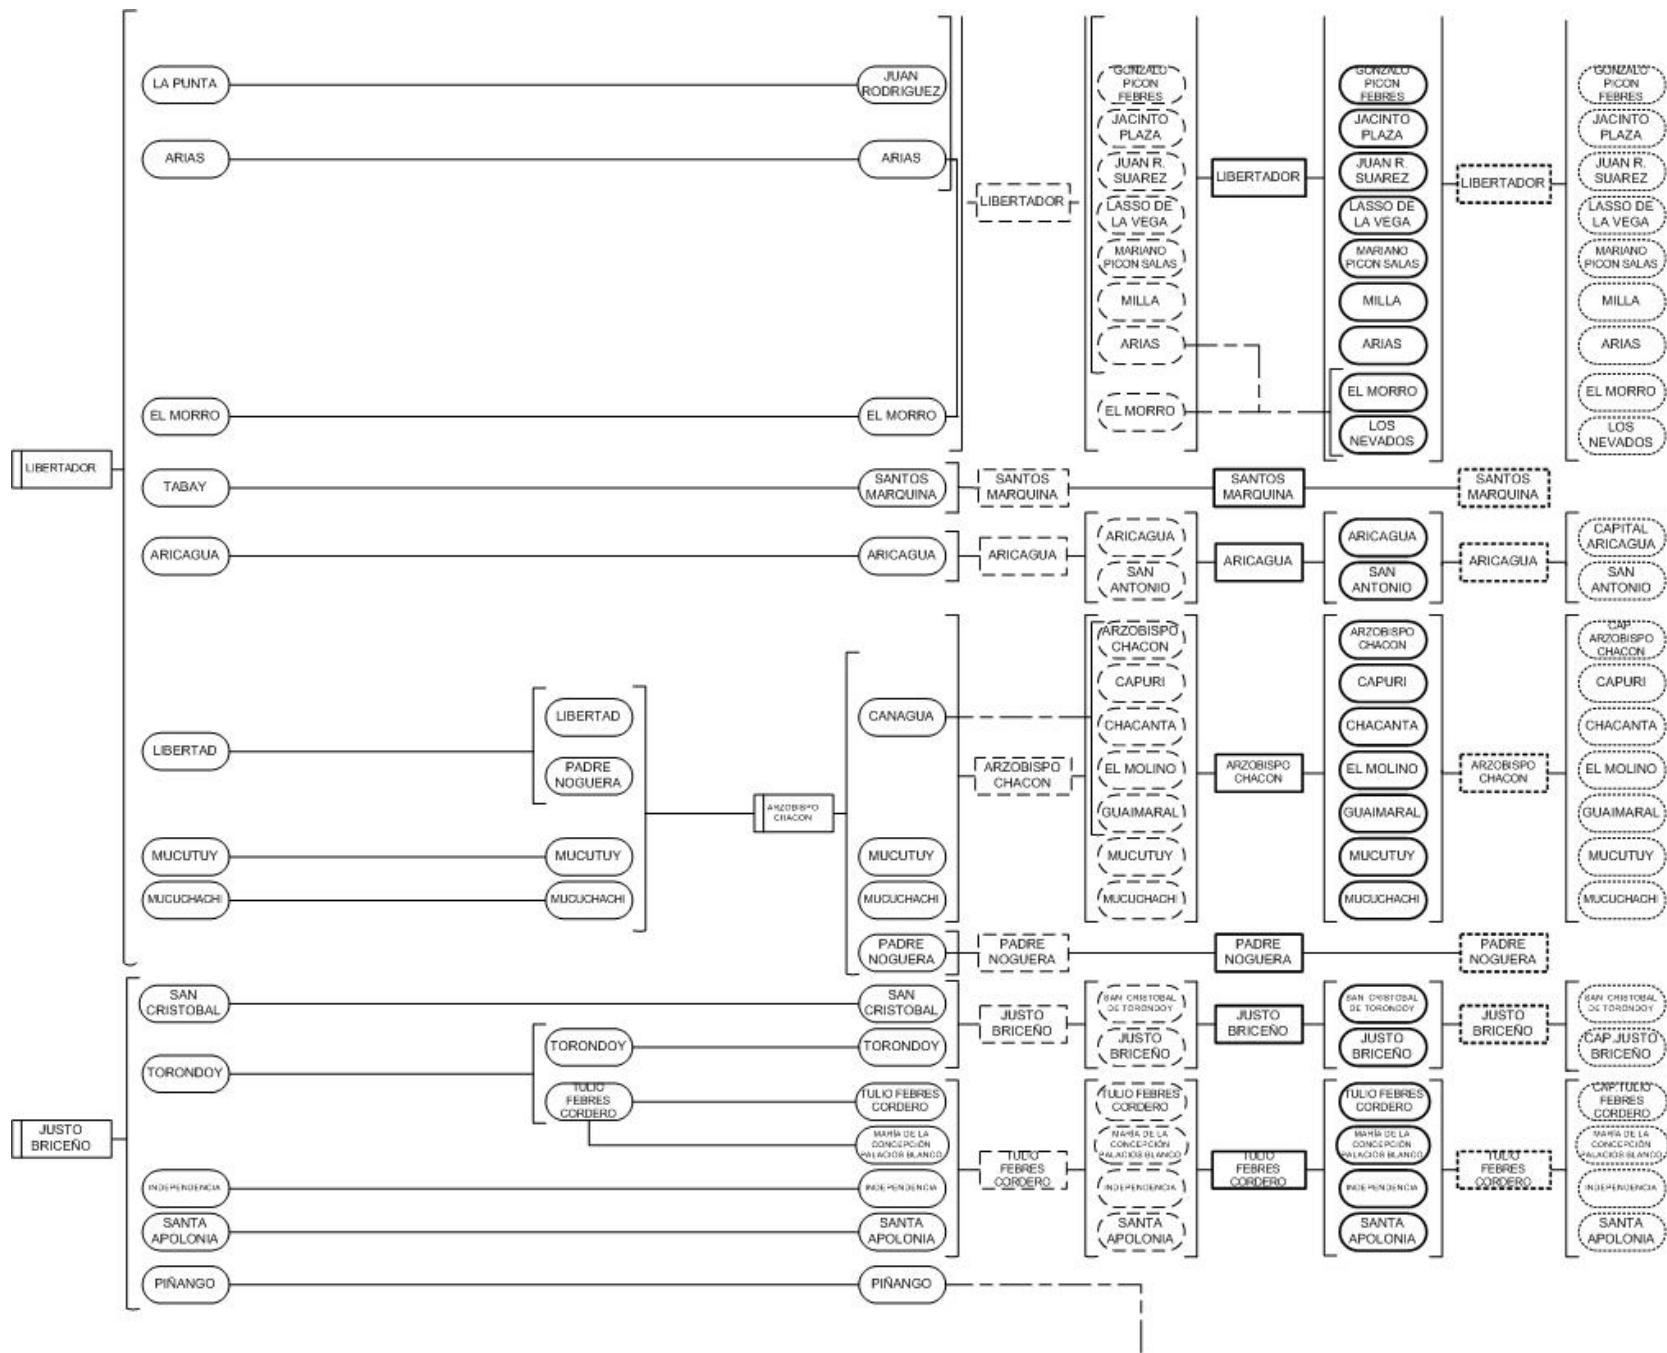 LA PUNTA
JUAN
RODRIGUEZ
GONZALO
PICON
FEBRES
GONZALO
PICON
FEBRES
GONZALO
PICON
FEBRES
JACINTO
PLAZA
JACINTO
PLAZA
JACINTO
PLAZA
ARIAS
ARIAS
JUAN R.
SUAREZ
LIBERTADOR
JUAN R.
SUAREZ
LIBERTADOR
JUAN R.
SUAREZ
LIBERTADOR
LASSO DE
LA VEGA
LASSO DE
LA VEGA
LASSO DE
LA VEGA
MARIANO
PICON SALAS
MARIANO
PICON SALAS
MARIANO
PICON SALAS
MILLA
MILLA
MILLA
ARIAS
ARIAS
ARIAS
EL MORRO
EL MORRO
EL MORRO
EL MORRO
EL MORRO
LOS
NEVADOS
LOS
NEVADOS
LIBERTADOR
TABAY
SANTOS
MARQUINA
SANTOS
MARQUINA
SANTOS
MARQUINA
SANTOS
MARQUINA
ARICAGUA
ARICAGUA
ARICAGUA
ARICAGUA
SAN
ANTONIO
ARICAGUA
ARICAGUA
SAN
ANTONIO
ARICAGUA
CAPITAL
ARICAGUA
SAN
ANTONIO
LIBERTAD
LIBERTAD
PADRE
NOGUERA
MUCUTUY
MUCUTUY
MUCUCHACHI
MUCUCHACHI
ARZOBISPO
CHACON
CANAGUA
MUCUTUY
MUCUCHACHI
PADRE
NOGUERA
ARZOBISPO
CHACON
ARZOBISPO
CHACON
CAPURI
CHACANTA
EL MOLINO
GUAIMARAL
MUCUTUY
MUCUCHACHI
ARZOBISPO
CHACON
ARZOBISPO
CHACON
CAPURI
CHACANTA
EL MOLINO
GUAIMARAL
MUCUTUY
MUCUCHACHI
ARZOBISPO
CHACON
CAP.
ARZOBISPO
CHACON
CAPURI
CHACANTA
EL MOLINO
GUAIMARAL
MUCUTUY
MUCUCHACHI
PADRE
NOGUERA
PADRE
NOGUERA
PADRE
NOGUERA
JUSTO
BRICEÑO
SAN
CRISTOBAL
SAN
CRISTOBAL
TORONDOY
TORONDOY
TORONDOY
TULIO
FEBRES
CORDERO
JUSTO
BRICEÑO
SAN CRISTOBAL
DE TORONDOY
JUSTO
BRICEÑO
JUSTO
BRICEÑO
SAN CRISTOBAL
DE TORONDOY
JUSTO
BRICEÑO
JUSTO
BRICEÑO
SAN CRISTOBAL
DE TORONDOY
CAP.JUSTO
BRICEÑO
TULIO FEBRES
CORDERO
MARÍA DE LA
CONCEPCIÓN
PALACIOS BLANCO
INDEPENDENCIA
INDEPENDENCIA
SANTA
APOLONIA
SANTA
APOLONIA
TULIO
FEBRES
CORDERO
TULIO FEBRES
CORDERO
MARÍA DE LA
CONCEPCIÓN
PALACIOS BLANCO
INDEPENDENCIA
SANTA
APOLONIA
TULIO
FEBRES
CORDERO
TULIO FEBRES
CORDERO
MARÍA DE LA
CONCEPCIÓN
PALACIOS BLANCO
INDEPENDENCIA
SANTA
APOLONIA
TULIO
FEBRES
CORDERO
CAP.TULIO
FEBRES
CORDERO
MARÍA DE LA
CONCEPCIÓN
PALACIOS BLANCO
INDEPENDENCIA
SANTA
APOLONIA
PIÑANGO
PIÑANGO